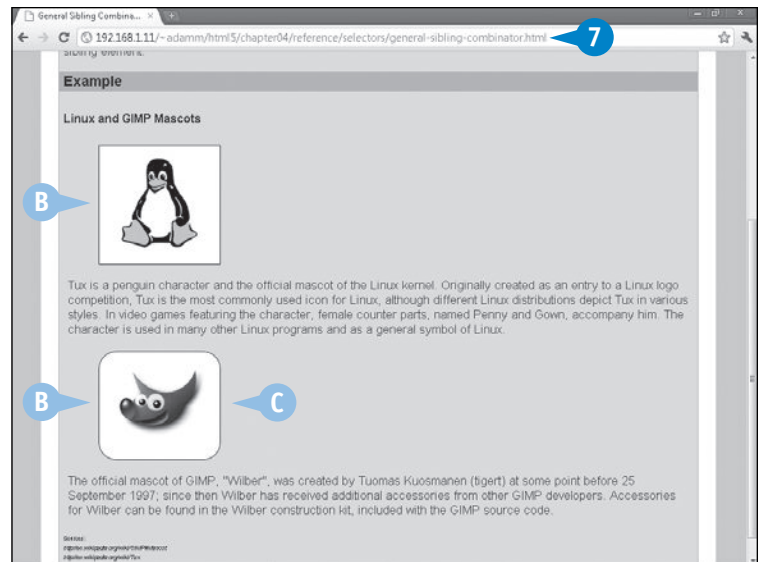 General Sibling Combina...
192.168.1.11/~adamm/html5/chapter04/reference/selectors/general-sibling-combinator.html
7
sibling element.
Example
Linux and GIMP Mascots
B
Tux is a penguin character and the official mascot of the Linux kernel. Originally created as an entry to a Linux logo
competition, Tux is the most commonly used icon for Linux, although different Linux distributions depict Tux in various
styles. In video games featuring the character, female counter parts, named Penny and Gown, accompany him. The
character is used in many other Linux programs and as a general symbol of Linux.
B
C
The official mascot of GIMP, "Wilber", was created by Tuomas Kuosmanen (tigert) at some point before 25
September 1997; since then Wilber has received additional accessories from other GIMP developers. Accessories
for Wilber can be found in the Wilber construction kit, included with the GIMP source code.